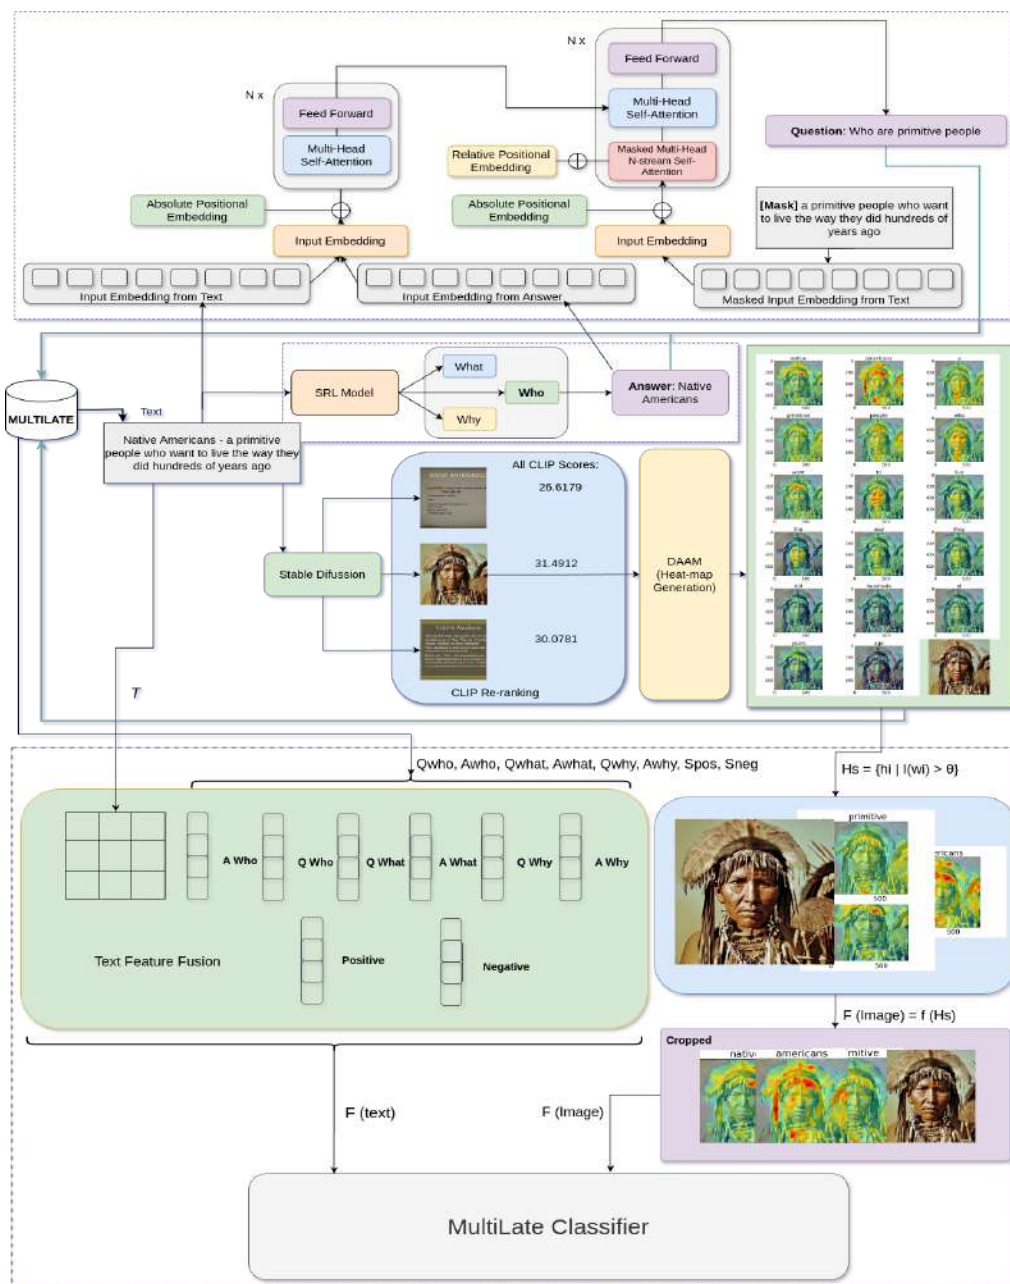 N x
Feed Forward
Multi-Head
Self-Attention
Absolute Positional
Embedding
Input Embedding
Input Embedding from Text
N x
Feed Forward
Multi-Head
Self-Attention
Masked Multi-Head
N-stream Self-
Attention
Relative Positional
Embedding
Absolute Positional
Embedding
Input Embedding
Input Embedding from Answer
Question: Who are primitive people
[Mask] a primitive people who want
to live the way they did hundreds of
years ago
Masked Input Embedding from Text
MULTILATE
Text
Native Americans - a primitive
people who want to live the way they
did hundreds of years ago
SRL Model
What
Who
Why
Answer: Native
Americans
Stable Difussion
All CLIP Scores:
26.6179
31.4912
30.0781
CLIP Re-ranking
DAAM
(Heat-map
Generation)
T
Qwho, Awho, Qwhat, Awhat, Qwhy, Awhy, Spos, Sneg
Hs = {hi | I(wi) > θ}
A Who
Q Who
Q What
A What
Q Why
A Why
Text Feature Fusion
Positive
Negative
primitive
ricans
500
500
500
F (Image) = f (Hs)
Cropped
nativ americans mitive
F (text)
F (Image)
MultiLate Classifier